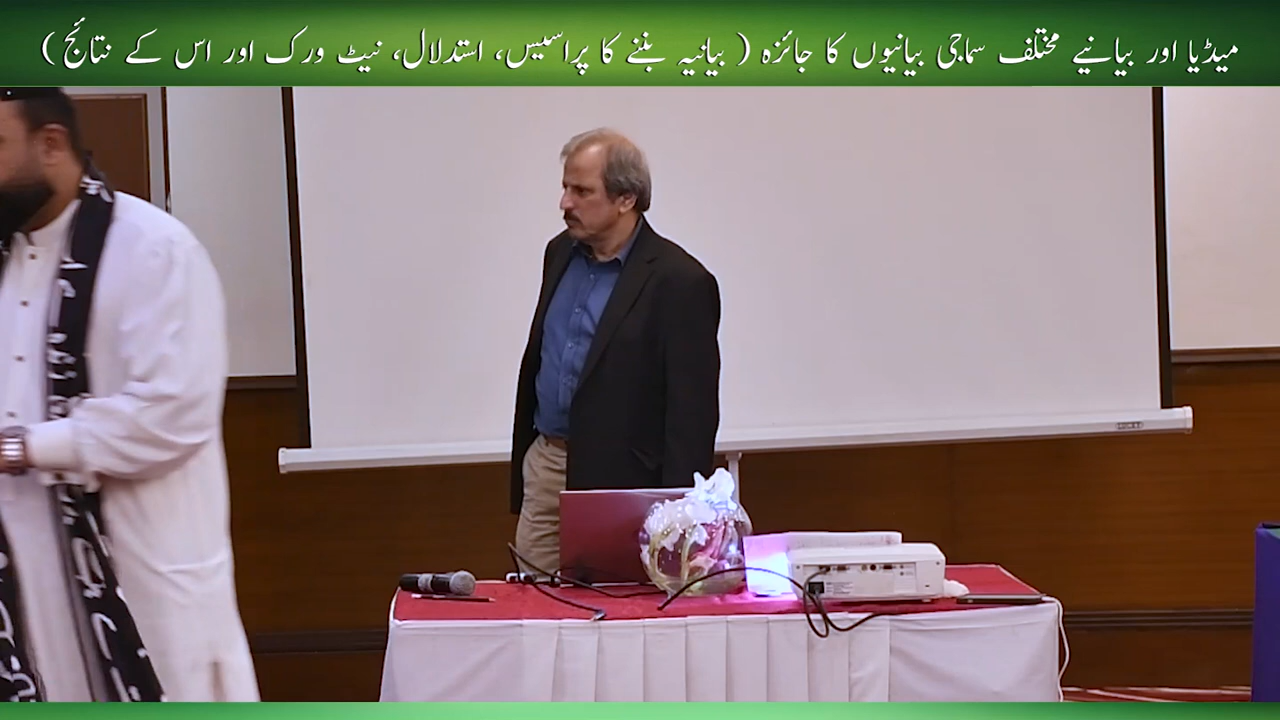 میڈیا اور بیانیے مختلف سماجی بیانیوں کا جائزہ ( بیانیہ بننے کا پراسیس، استدلال، نیٹ ورک اور اس کے نتائج )